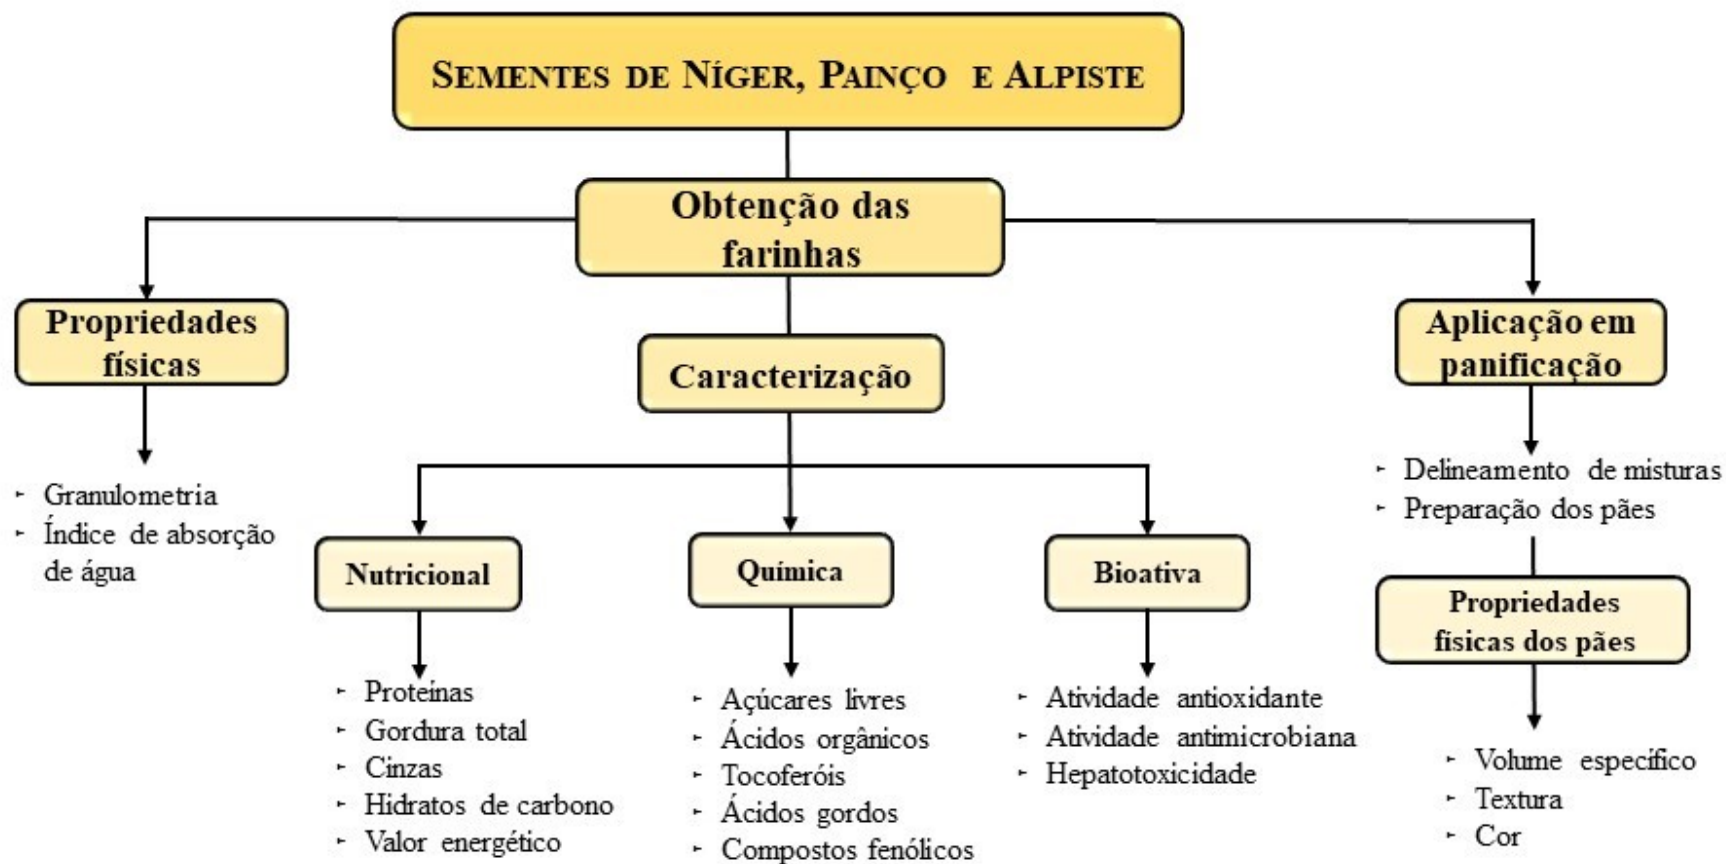 SEMENTES DE NÍGER, PAINÇO E ALPISTE
Obtenção das
farinhas
Propriedades
físicas
Granulometria
Índice de absorção
de água
Caracterização
Nutricional
Proteínas
Gordura total
Cinzas
Hidratos de carbono
Valor energético
Química
Açúcares livres
Ácidos orgânicos
Tocoferóis
Ácidos gordos
Compostos fenólicos
Bioativa
Atividade antioxidante
Atividade antimicrobiana
Hepatotoxicidade
Aplicação em
panificação
Delineamento de misturas
Preparação dos pães
Propriedades
físicas dos pães
Volume específico
Textura
Cor